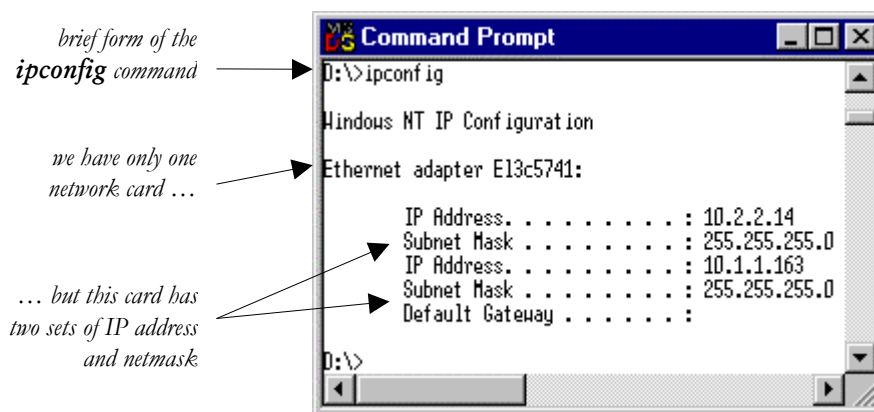 brief form of the
ipconfig command
we have only one
network card …
… but this card has
two sets of IP address
and netmask
Command Prompt
D:\>ipconfig
Windows NT IP Configuration
Ethernet adapter El3c5741:
IP Address. . . . . . . . . : 10.2.2.14
Subnet Mask . . . . . . . . : 255.255.255.0
IP Address. . . . . . . . . : 10.1.1.163
Subnet Mask . . . . . . . . : 255.255.255.0
Default Gateway . . . . . . :
D:\>